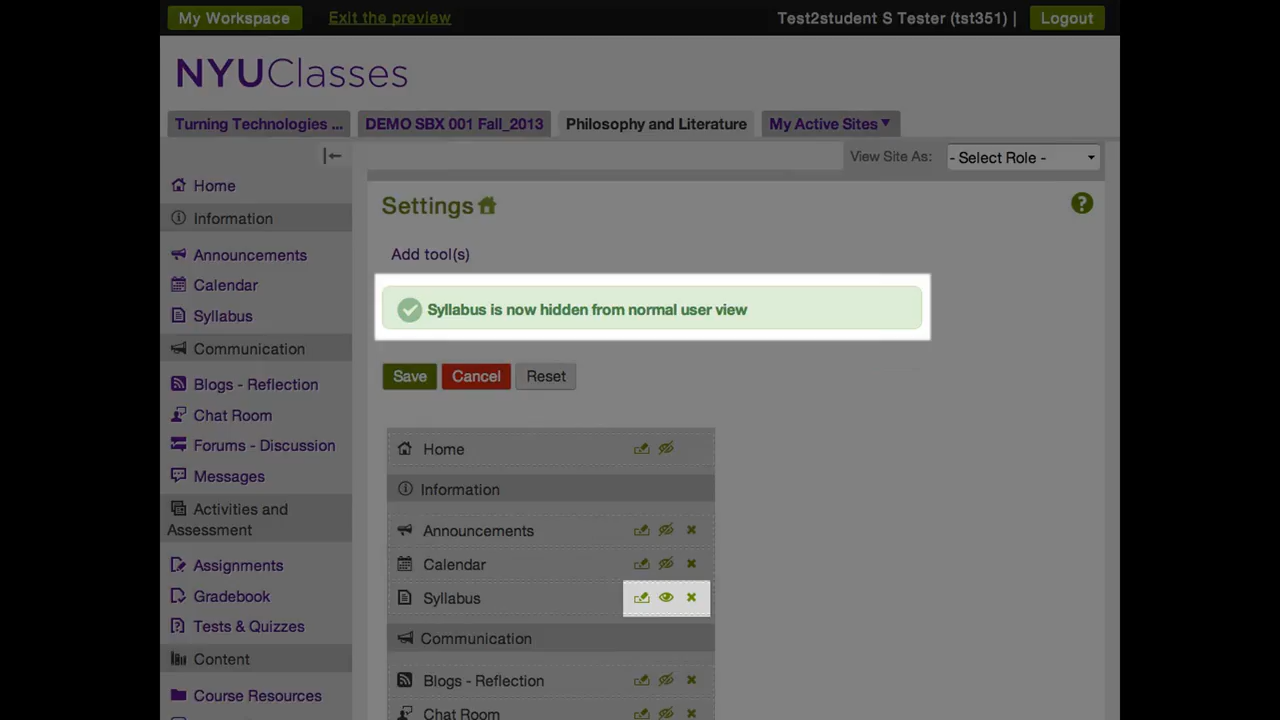 My Workspace
Exit the preview
Test2student S Tester (tst351) |
Logout
NYUClasses
Turning Technologies ...
DEMO SBX 001 Fall_2013
Philosophy and Literature
My Active Sites
View Site As:
- Select Role -
Home
Information
Announcements
Calendar
Syllabus
Communication
Blogs - Reflection
Chat Room
Forums - Discussion
Messages
Activities and
Assessment
Assignments
Gradebook
Tests & Quizzes
Content
Course Resources
Settings
Add tool(s)
Syllabus is now hidden from normal user view
Save
Cancel
Reset
Home
Information
Announcements
Calendar
Syllabus
Communication
Blogs - Reflection
Chat Room